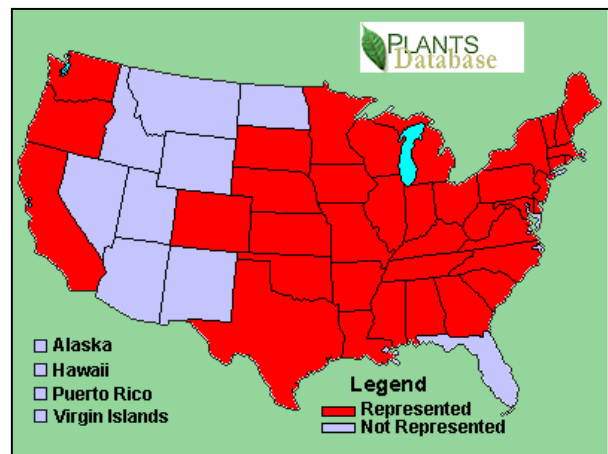 PLANTS
Database
Alaska
Hawaii
Puerto Rico
Virgin Islands
Legend
Represented
Not Represented